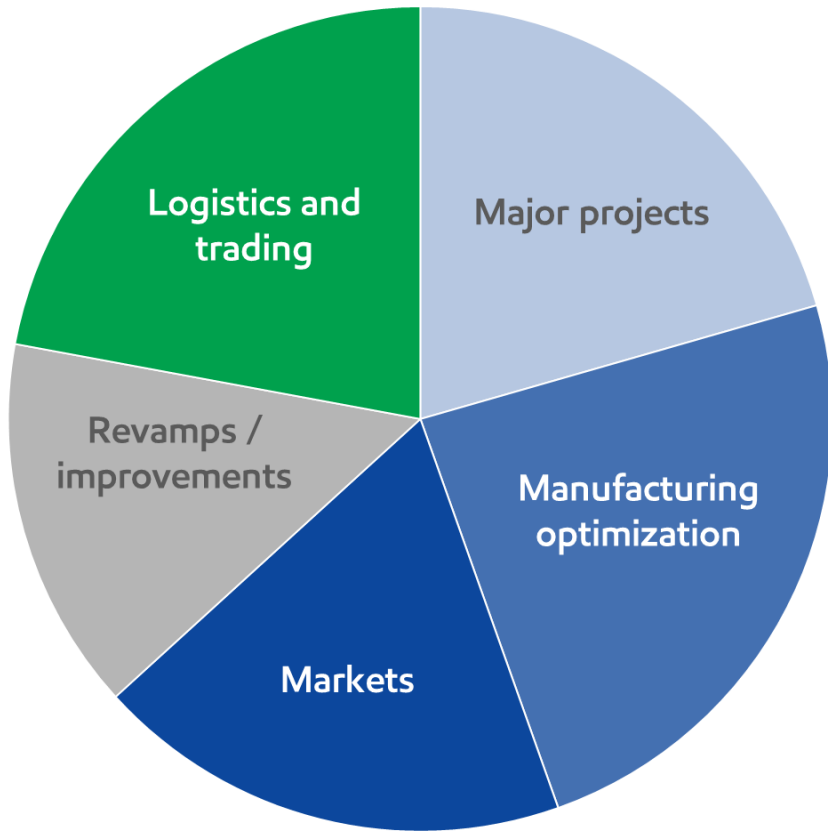 Logistics and
trading
Major projects
Revamps /
improvements
Manufacturing
optimization
Markets